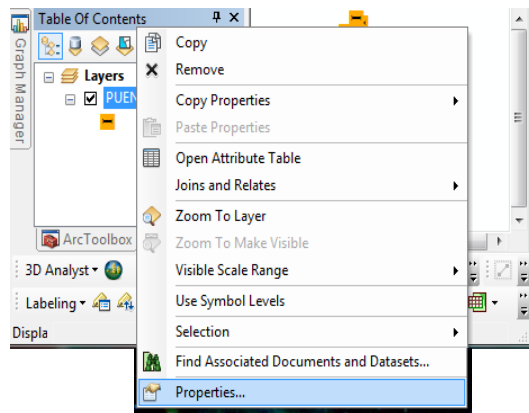 Table Of Contents
Graph Manager
Layers
PUEN
ArcToolbox
3D Analyst
Labeling
Displa
Copy
Remove
Copy Properties
Paste Properties
Open Attribute Table
Joins and Relates
Zoom To Layer
Zoom To Make Visible
Visible Scale Range
Use Symbol Levels
Selection
Find Associated Documents and Datasets...
Properties...